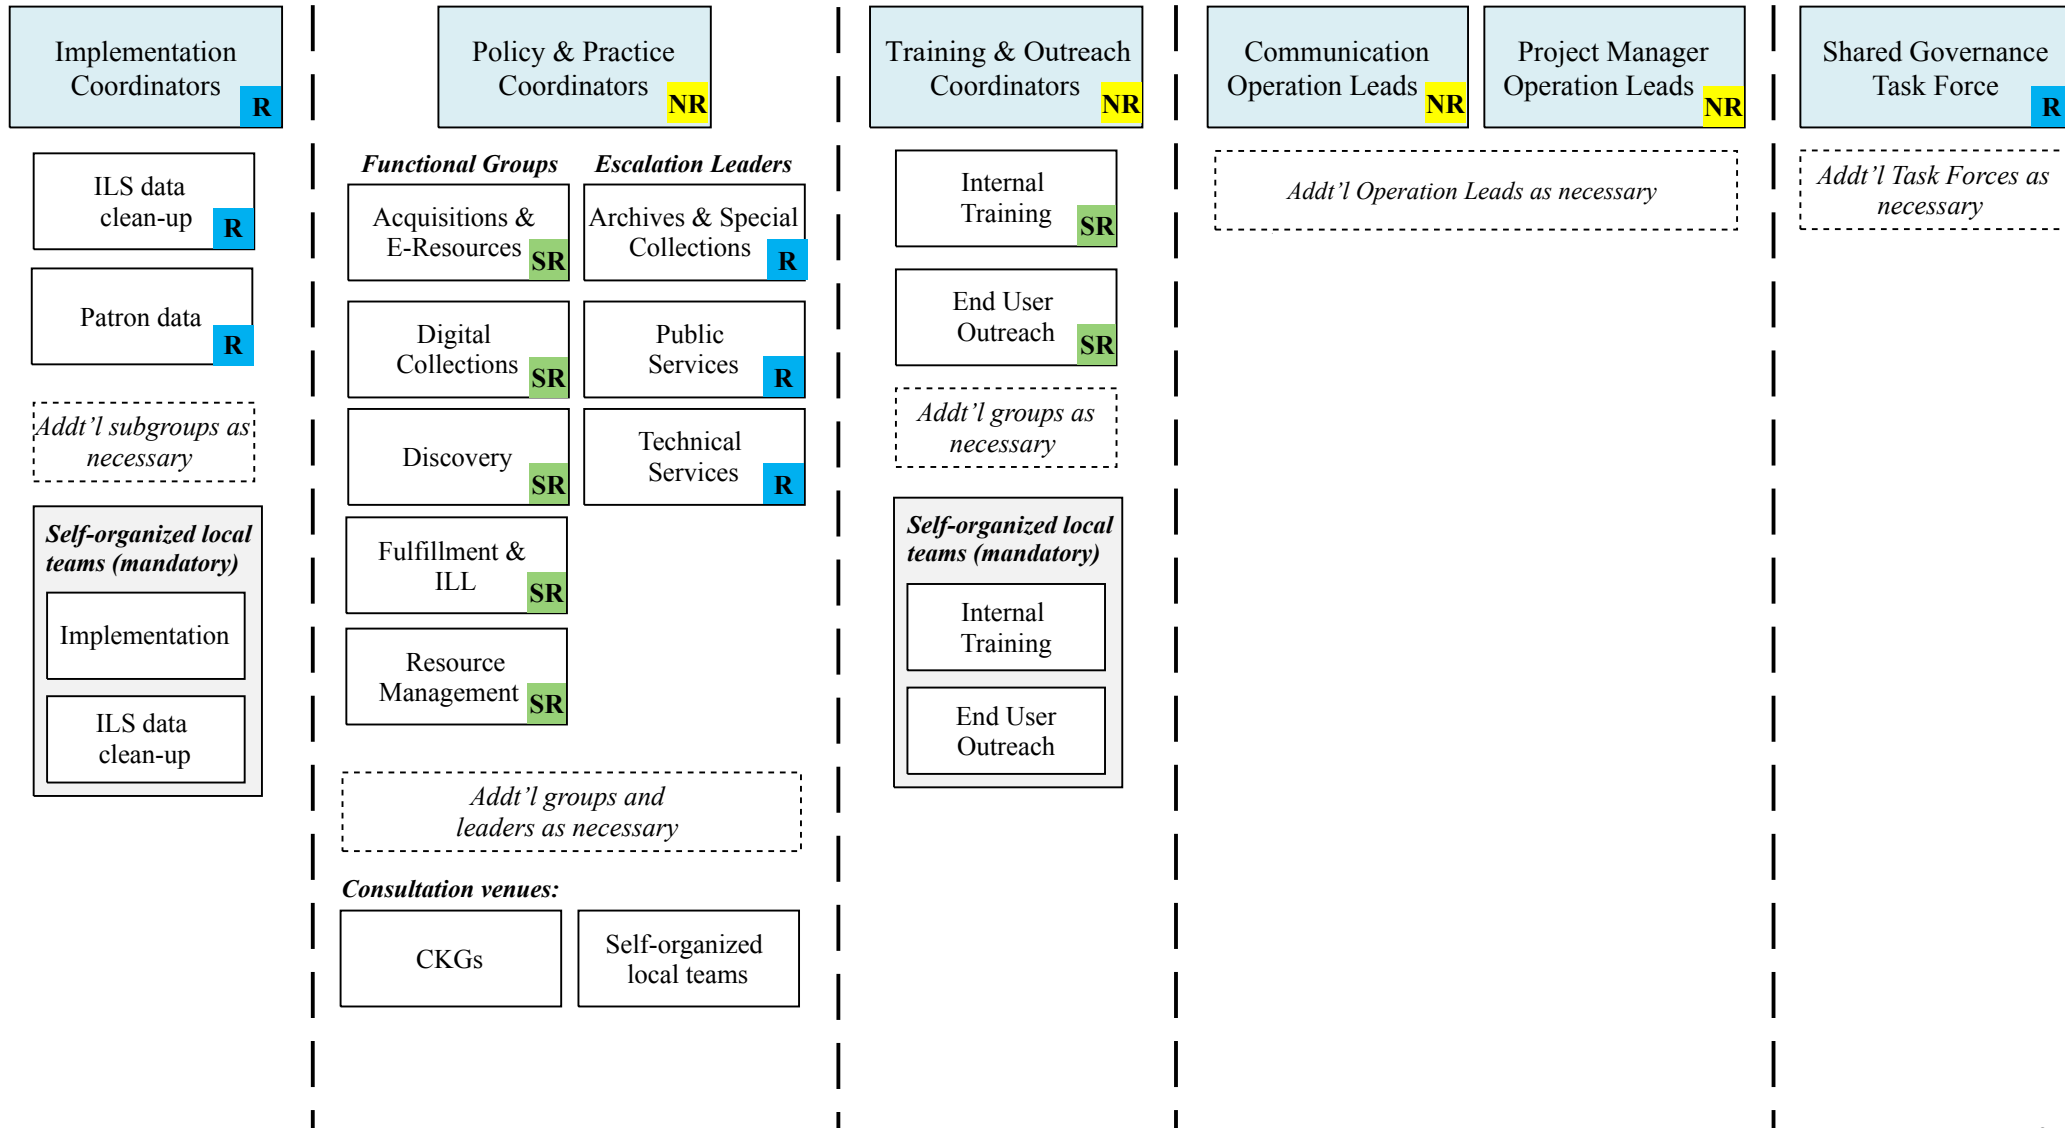 Implementation
Coordinators
R
ILS data
clean-up
R
Patron data
R
Addt’l subgroups as
necessary
Self-organized local
teams (mandatory)
Implementation
ILS data
clean-up
Policy & Practice
Coordinators
NR
Functional Groups
Acquisitions &
E-Resources
SR
Digital
Collections
SR
Discovery
SR
Fulfillment &
ILL
SR
Resource
Management
SR
Escalation Leaders
Archives & Special
Collections
R
Public
Services
R
Technical
Services
R
Addt’l groups and
leaders as necessary
Consultation venues:
CKGs
Self-organized
local teams
Training & Outreach
Coordinators
NR
Internal
Training
SR
End User
Outreach
SR
Addt’l groups as
necessary
Self-organized local
teams (mandatory)
Internal
Training
End User
Outreach
Communication
Operation Leads
NR
Project Manager
Operation Leads
NR
Addt’l Operation Leads as necessary
Shared Governance
Task Force
R
Addt’l Task Forces as
necessary